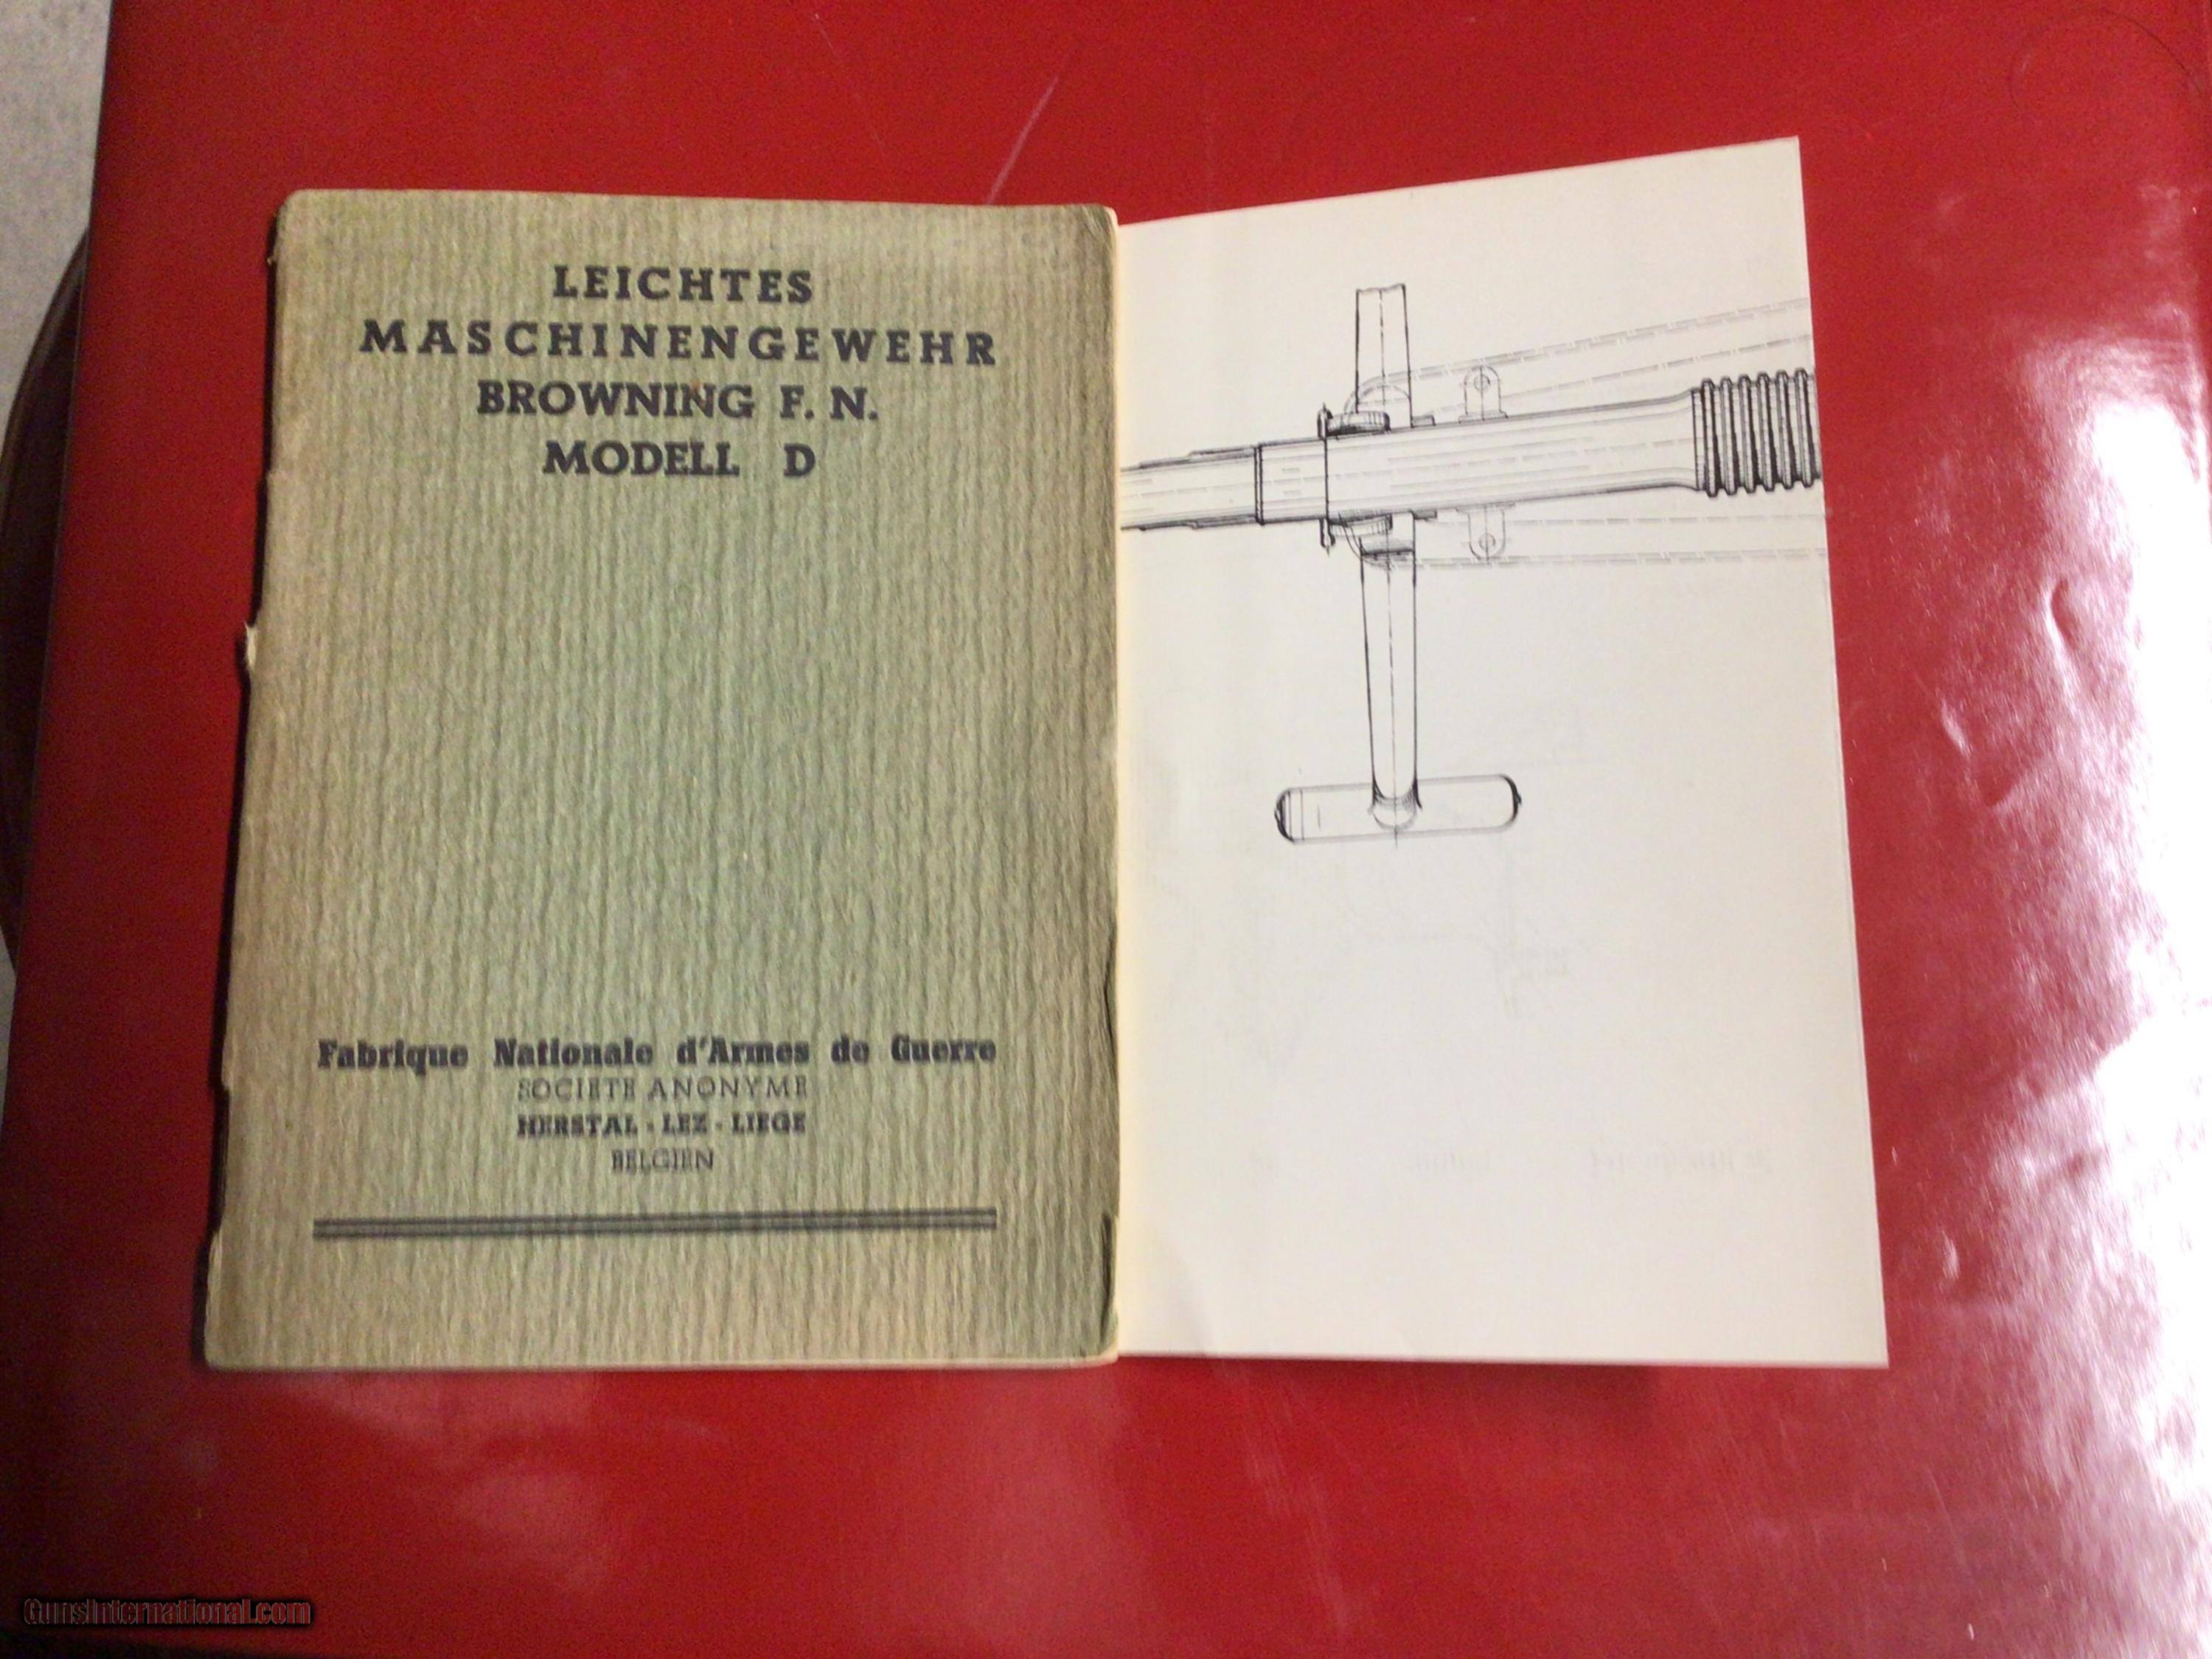 LEICHTES
MASCHINENGEWEHR
BROWNING F. N.
MODELL D
Fabrique Nationale d'Armes de Guerre
SOCIETE ANONYME
HERSTAL - LEZ - LIEGE
BELGIEN
GunsInternational.com